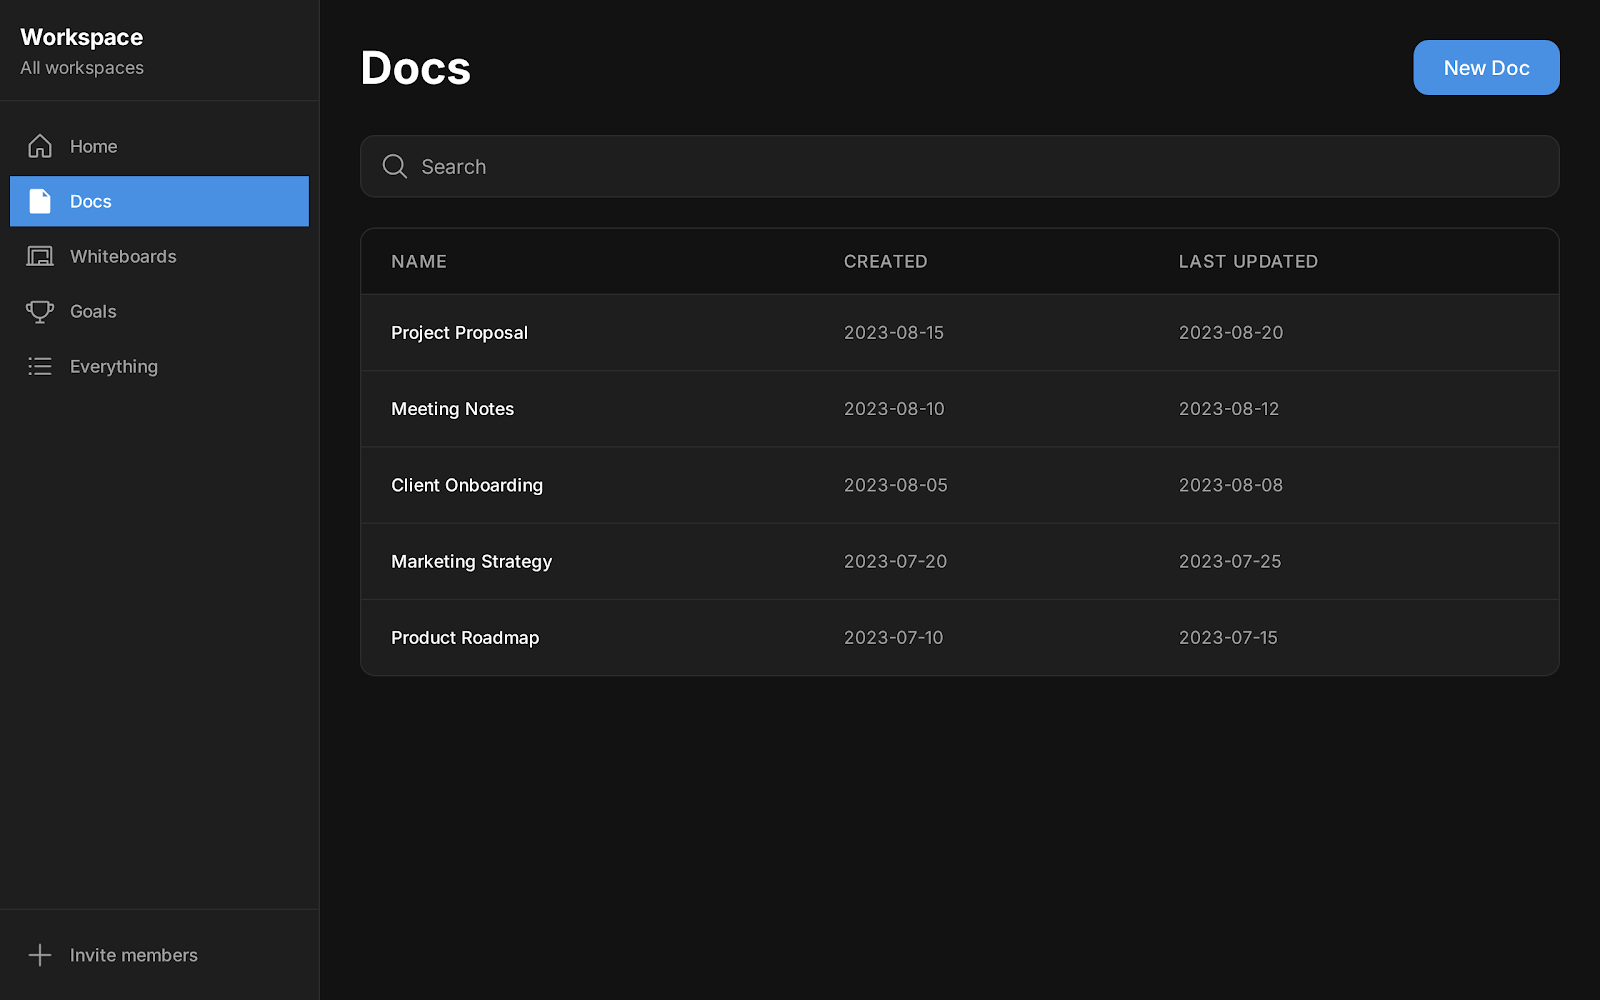 Workspace
All workspaces
Home
Docs
Whiteboards
Goals
Everything
Invite members
Docs
New Doc
Search
NAME CREATED LAST UPDATED
Project Proposal 2023-08-15 2023-08-20
Meeting Notes 2023-08-10 2023-08-12
Client Onboarding 2023-08-05 2023-08-08
Marketing Strategy 2023-07-20 2023-07-25
Product Roadmap 2023-07-10 2023-07-15